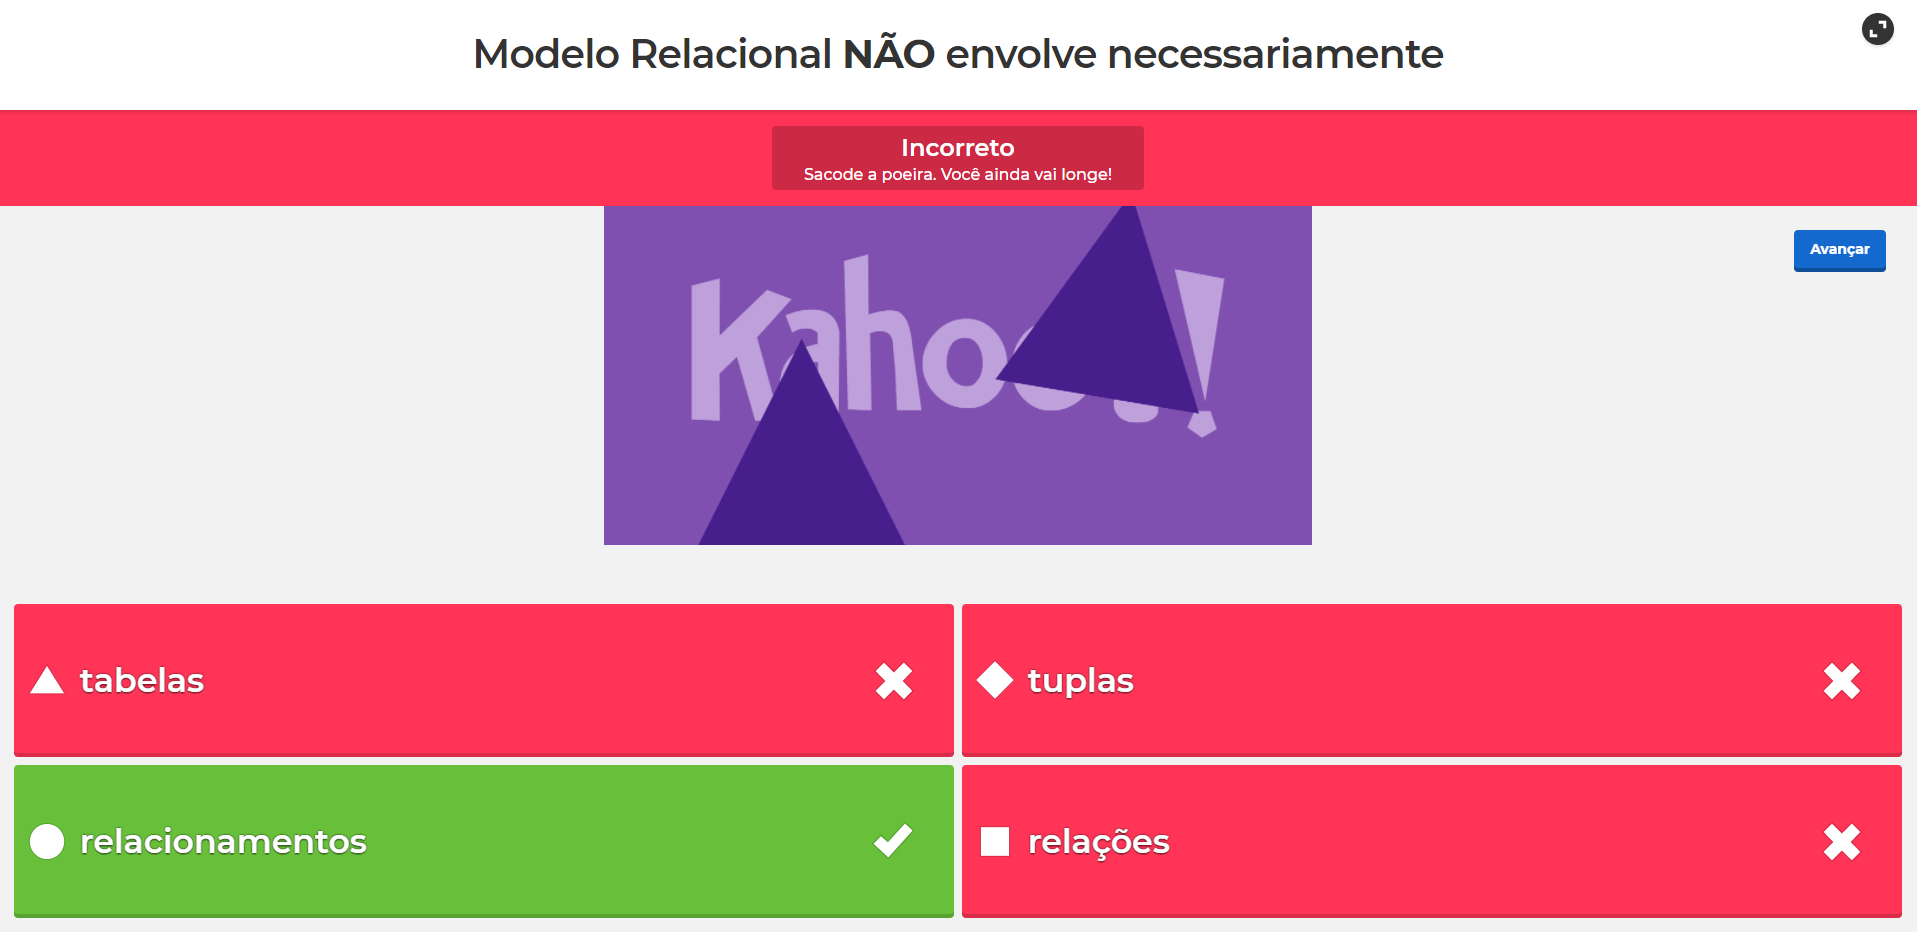 Modelo Relacional NÃO envolve necessariamente
Incorreto
Sacode a poeira. Você ainda vai longe!
Avançar
Kahoot!
tabelas
tuplas
relacionamentos
relações